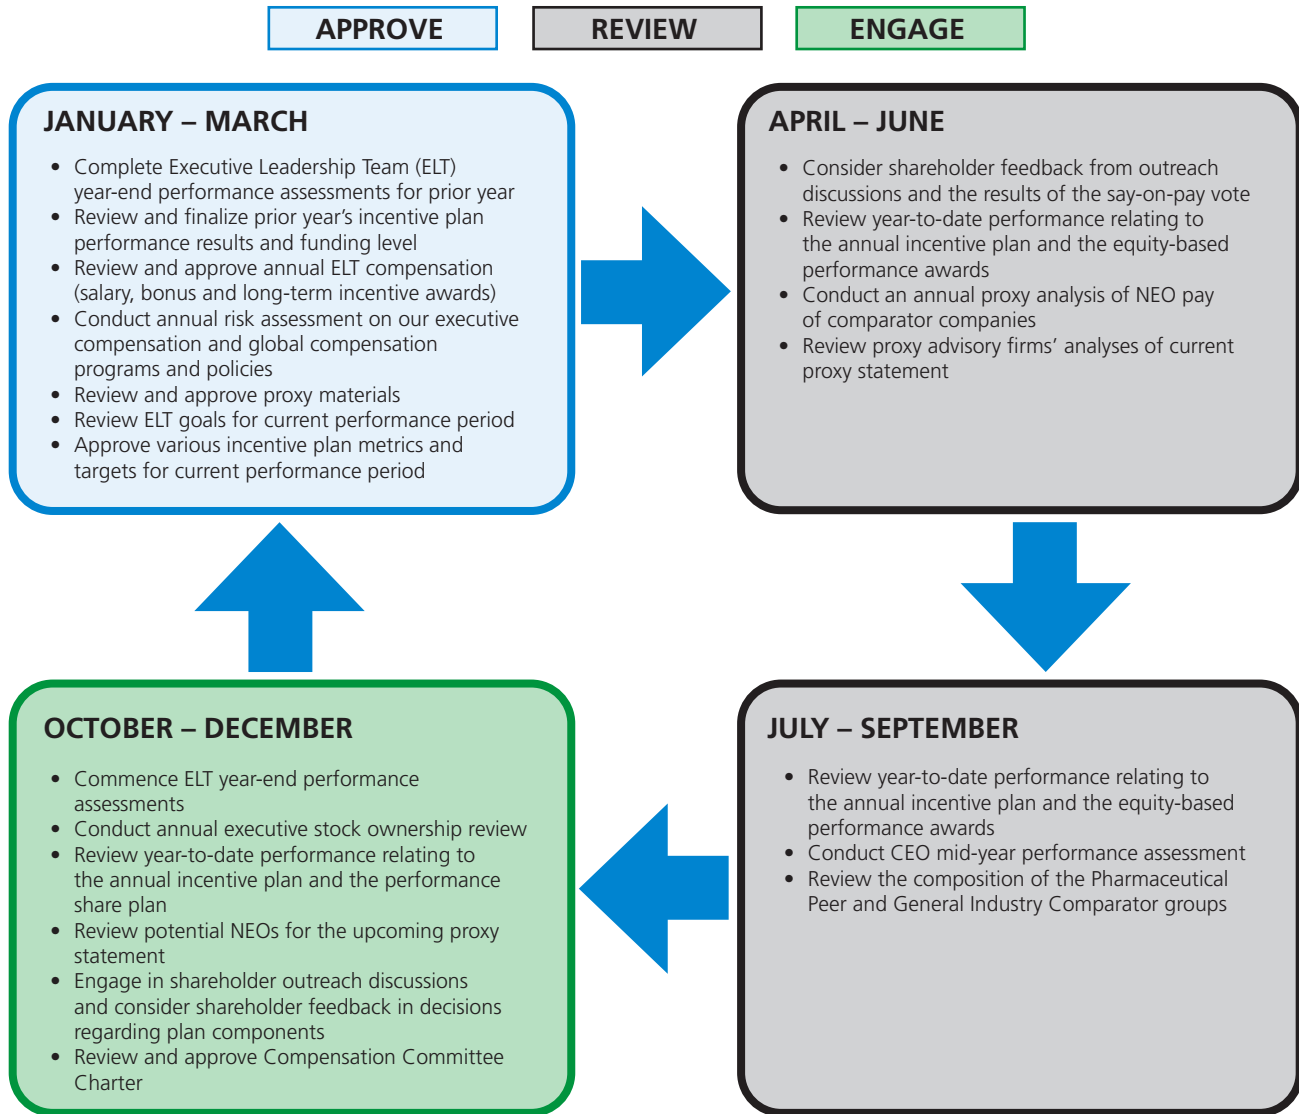 APPROVE
REVIEW
ENGAGE
JANUARY – MARCH
• Complete Executive Leadership Team (ELT)
year-end performance assessments for prior year
• Review and finalize prior year’s incentive plan
performance results and funding level
• Review and approve annual ELT compensation
(salary, bonus and long-term incentive awards)
• Conduct annual risk assessment on our executive
compensation and global compensation
programs and policies
• Review and approve proxy materials
• Review ELT goals for current performance period
• Approve various incentive plan metrics and
targets for current performance period
APRIL – JUNE
• Consider shareholder feedback from outreach
discussions and the results of the say-on-pay vote
• Review year-to-date performance relating to
the annual incentive plan and the equity-based
performance awards
• Conduct an annual proxy analysis of NEO pay
of comparator companies
• Review proxy advisory firms’ analyses of current
proxy statement
JULY – SEPTEMBER
• Review year-to-date performance relating to
the annual incentive plan and the equity-based
performance awards
• Conduct CEO mid-year performance assessment
• Review the composition of the Pharmaceutical
Peer and General Industry Comparator groups
OCTOBER – DECEMBER
• Commence ELT year-end performance
assessments
• Conduct annual executive stock ownership review
• Review year-to-date performance relating to
the annual incentive plan and the performance
share plan
• Review potential NEOs for the upcoming proxy
statement
• Engage in shareholder outreach discussions
and consider shareholder feedback in decisions
regarding plan components
• Review and approve Compensation Committee
Charter